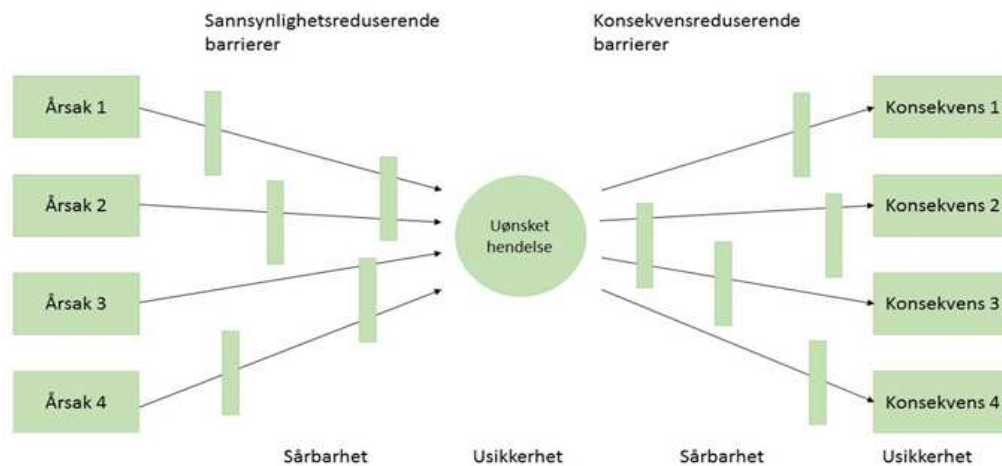 Sannsynlighetsreduserende
barrierer
Konsekvensreduserende
barrierer
Årsak 1
Årsak 2
Årsak 3
Årsak 4
Uønsket
hendelse
Konsekvens 1
Konsekvens 2
Konsekvens 3
Konsekvens 4
Sårbarhet
Usikkerhet
Sårbarhet
Usikkerhet